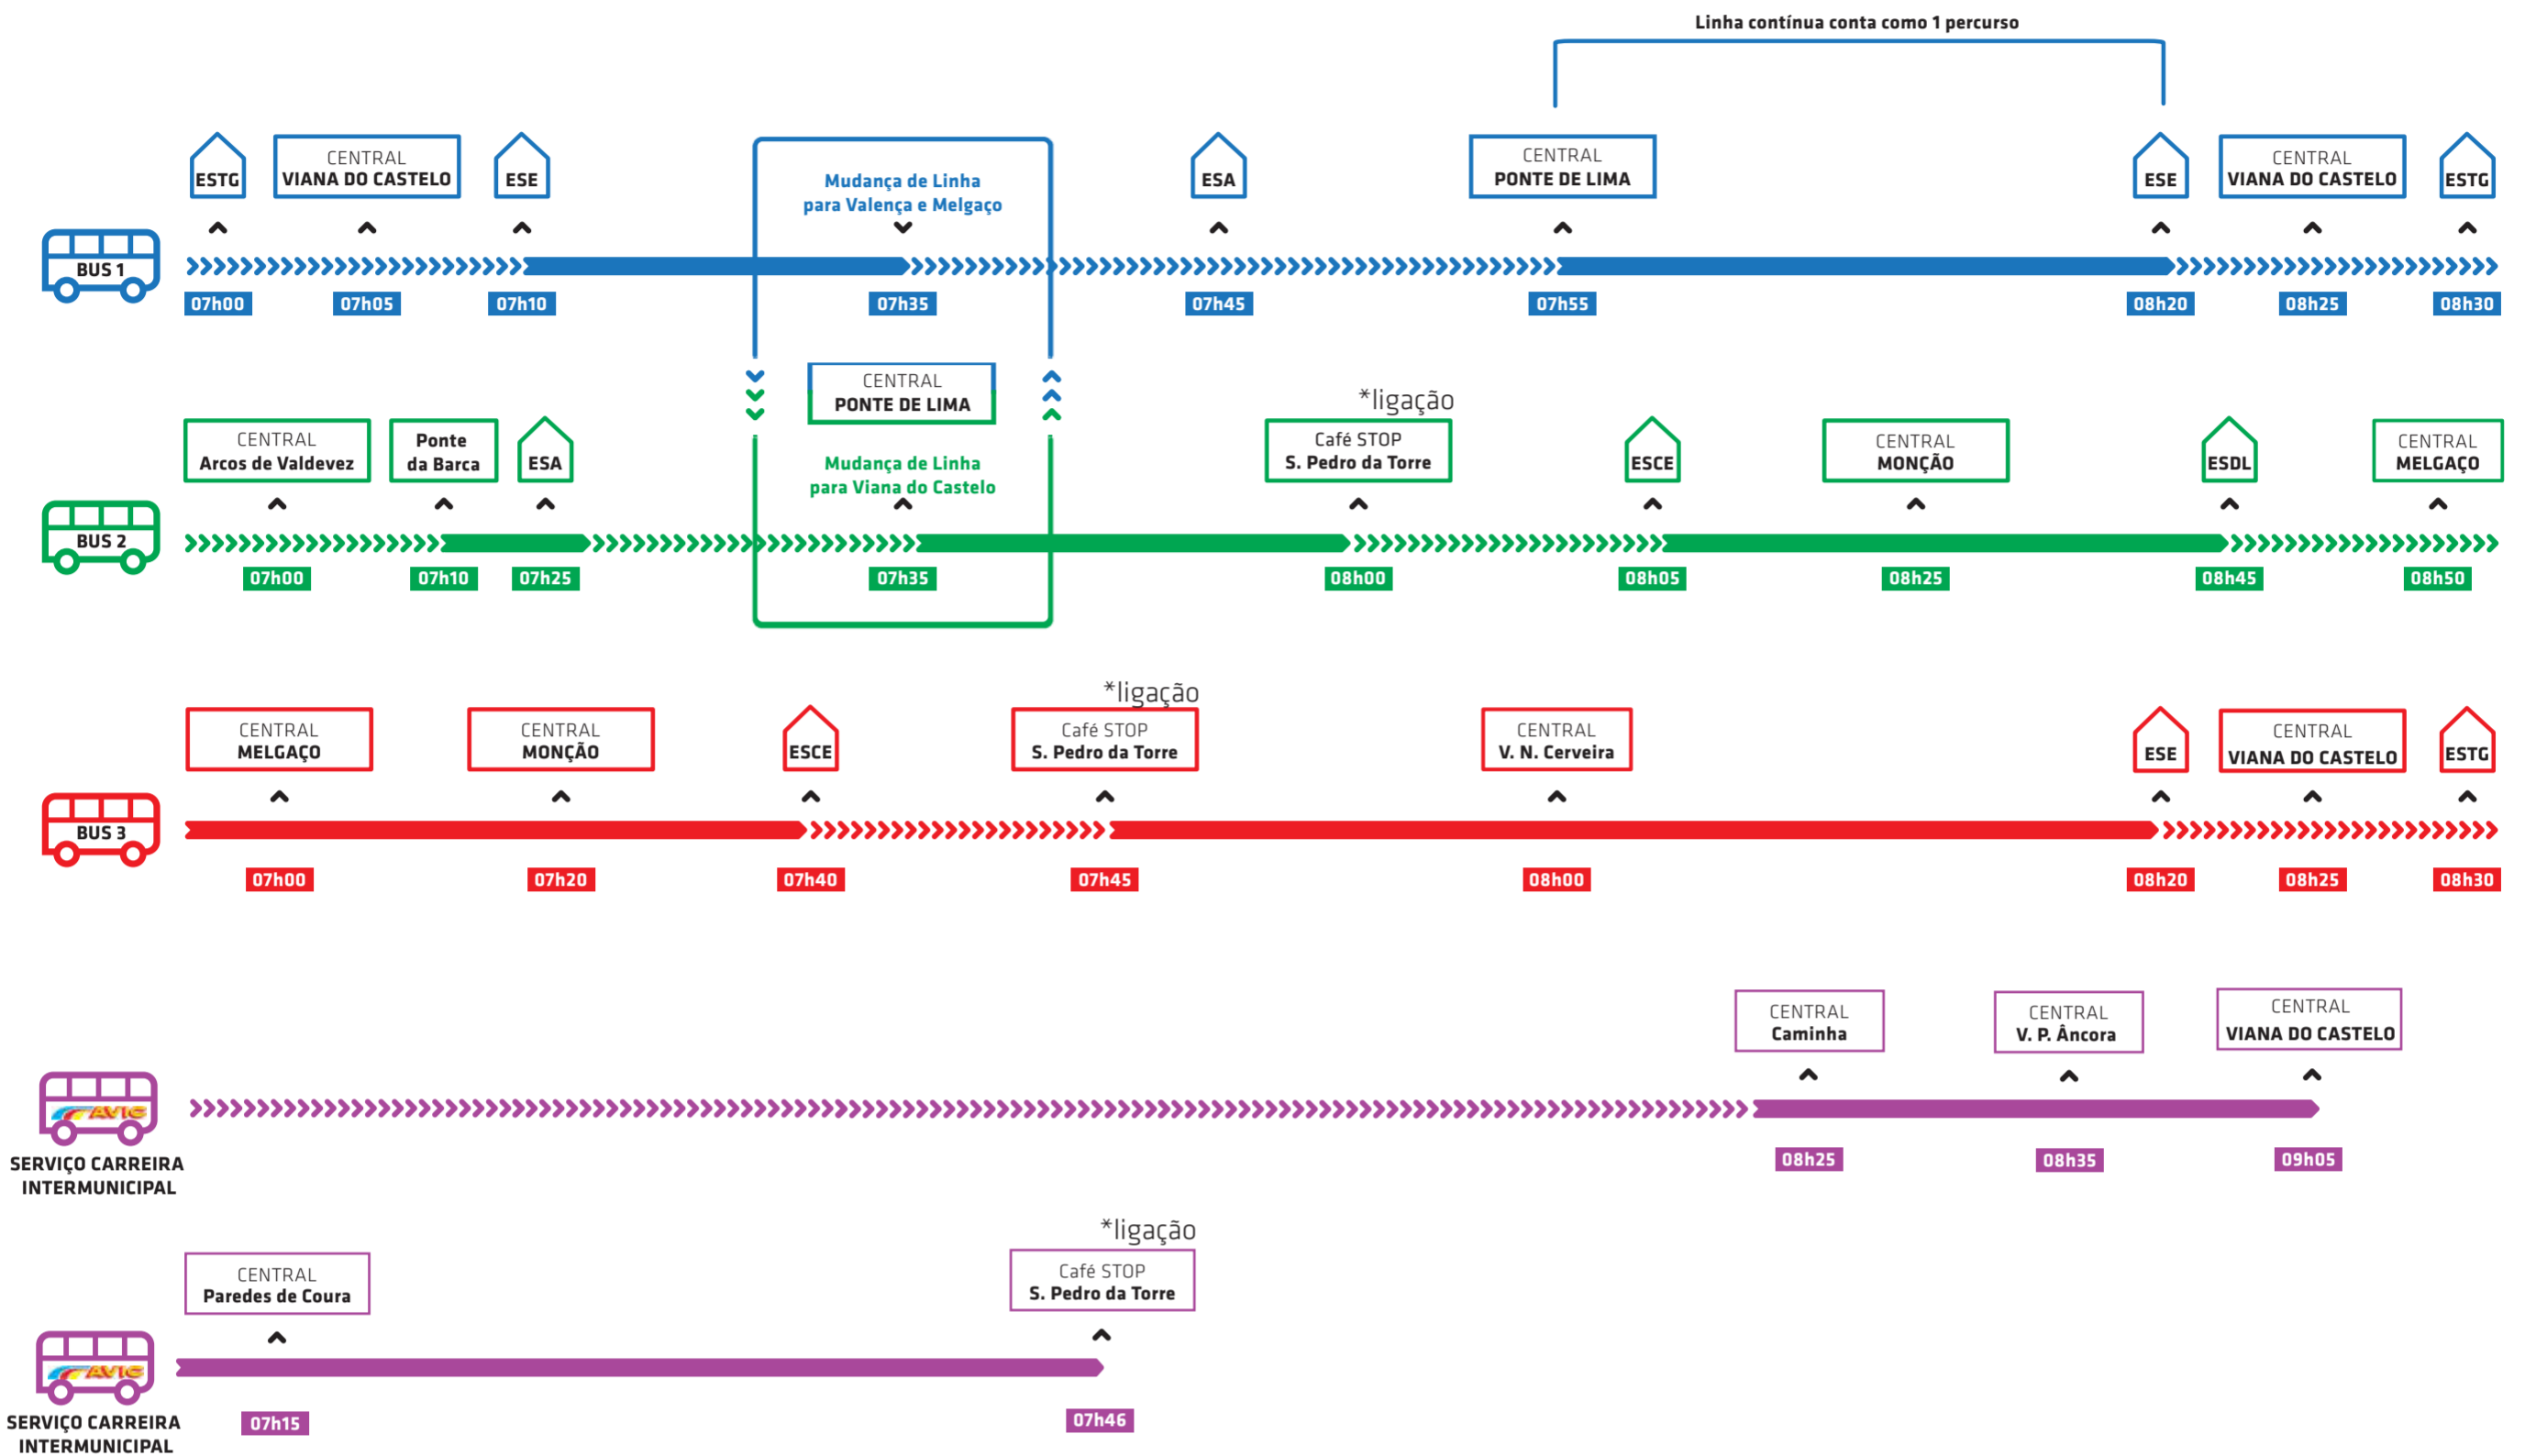 Linha contínua conta como 1 percurso
ESTG
CENTRAL
VIANA DO CASTELO
ESE
Mudança de Linha
para Valença e Melgaço
ESA
CENTRAL
PONTE DE LIMA
ESE
CENTRAL
VIANA DO CASTELO
ESTG
BUS 1
07h00
07h05
07h10
07h35
07h45
07h55
08h20
08h25
08h30
CENTRAL
PONTE DE LIMA
*ligação
CENTRAL
Arcos de Valdevez
Ponte
da Barca
ESA
Mudança de Linha
para Viana do Castelo
Café STOP
S. Pedro da Torre
ESCE
CENTRAL
MONÇÃO
ESDL
CENTRAL
MELGAÇO
BUS 2
07h00
07h10
07h25
07h35
08h00
08h05
08h25
08h45
08h50
*ligação
CENTRAL
MELGAÇO
CENTRAL
MONÇÃO
ESCE
Café STOP
S. Pedro da Torre
CENTRAL
V. N. Cerveira
ESE
CENTRAL
VIANA DO CASTELO
ESTG
BUS 3
07h00
07h20
07h40
07h45
08h00
08h20
08h25
08h30
CENTRAL
Caminha
CENTRAL
V. P. Âncora
CENTRAL
VIANA DO CASTELO
AVIC
SERVIÇO CARREIRA
INTERMUNICIPAL
08h25
08h35
09h05
*ligação
CENTRAL
Paredes de Coura
Café STOP
S. Pedro da Torre
AVIC
SERVIÇO CARREIRA
INTERMUNICIPAL
07h15
07h46